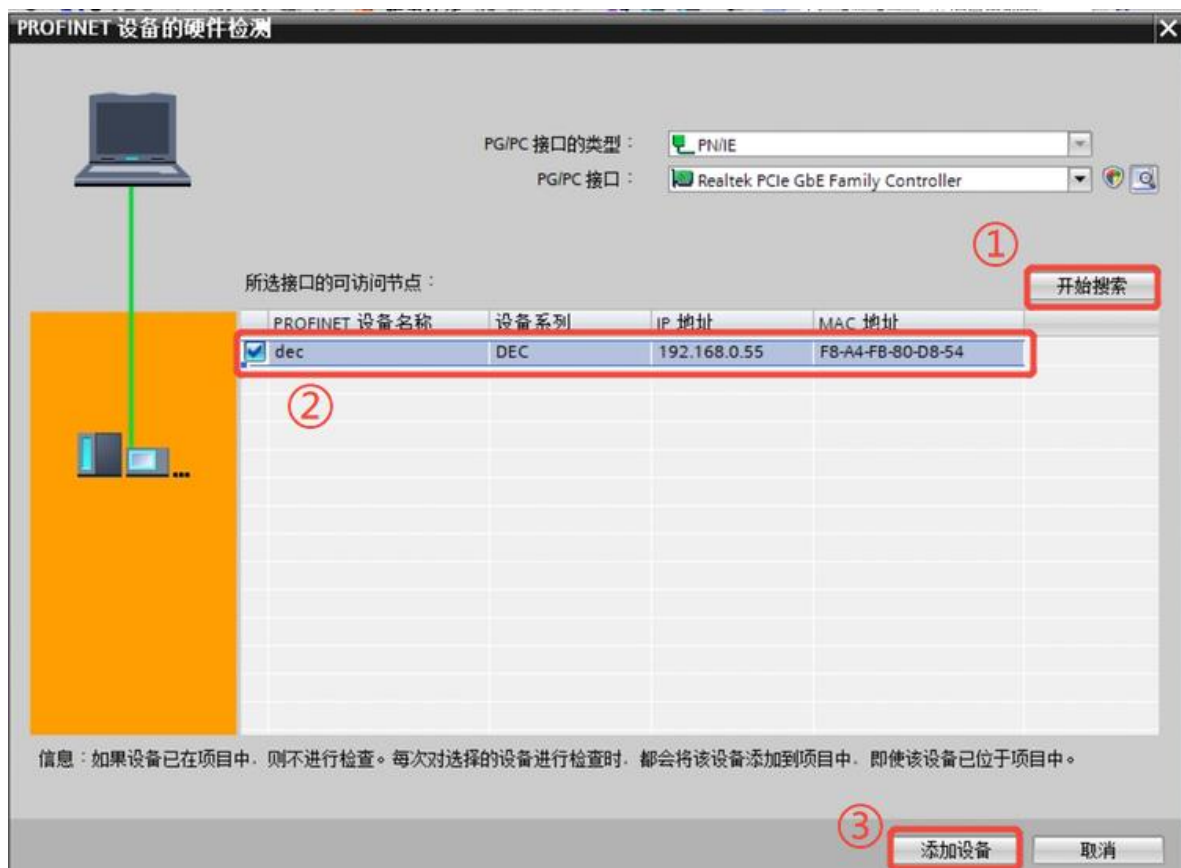 PROFINET 设备的硬件检测
PG/PC 接口的类型：
PN/IE
PG/PC 接口：
Realtek PCIe GbE Family Controller
①
所选接口的可访问节点：
开始搜索
PROFINET 设备名称 设备系列 IP 地址 MAC 地址
dec DEC 192.168.0.55 F8-A4-FB-80-D8-54
②
信息：如果设备已在项目中，则不进行检查。每次对选择的设备进行检查时，都会将该设备添加到项目中，即使该设备已位于项目中。
③
添加设备 取消